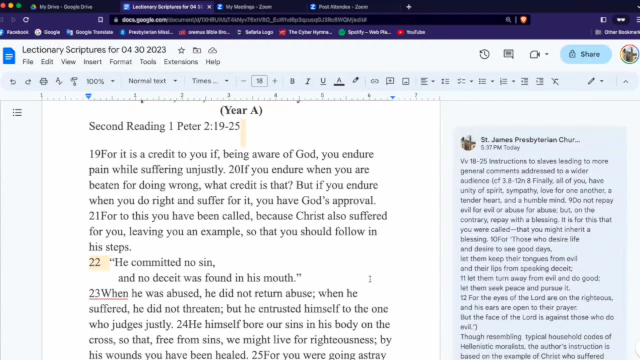 My Drive - Google Drive
Lectionary Scriptures for 04 30 2023
My Meetings - Zoom
Post Attendee - Zoom
docs.google.com/document/d/
Google
Facebook
Presbyterian Mission
oremus Bible Brow
The Cyber Hymna
Spotify – Web Play
Other Bookmarks
Lectionary Scriptures for 04 30 2023
File Edit View Insert Format Tools Extensions Help
Share
100% Normal text Times ... 18
(Year A)
Second Reading 1 Peter 2:19-25
19For it is a credit to you if, being aware of God, you endure
pain while suffering unjustly. 20If you endure when you are
beaten for doing wrong, what credit is that? But if you endure
when you do right and suffer for it, you have God's approval.
21For to this you have been called, because Christ also suffered
for you, leaving you an example, so that you should follow in
his steps.
22 “He committed no sin,
and no deceit was found in his mouth.”
23When he was abused, he did not return abuse; when he
suffered, he did not threaten; but he entrusted himself to the one
who judges justly. 24He himself bore our sins in his body on the
cross, so that, free from sins, we might live for righteousness; by
his wounds you have been healed. 25For you were going astray
St. James Presbyterian Chur...
5:37 PM Today
Vv 18-25 Instructions to slaves leading to more
general comments addressed to a wider
audience (cf 3.8-12n 8 Finally, all of you,
have unity of spirit, sympathy, love for one another, a
tender heart, and a humble mind. 9Do not repay
evil for evil or abuse for abuse; but, on the contrary,
repay with a blessing. It is for this that
you were called; that you might inherit a
blessing. 10For ‘Those who desire life
and desire to see good days,
let them keep their tongues from evil
and their lips from speaking deceit;
11 let them turn away from evil and do good;
let them seek peace and pursue it.
12 For the eyes of the Lord are on the righteous,
and his ears are open to their prayer.
But the face of the Lord is against those who do
evil.')
Though resembling typical household codes of
Hellenistic moralists, the author's instruction is
based on the example of Christ who suffered